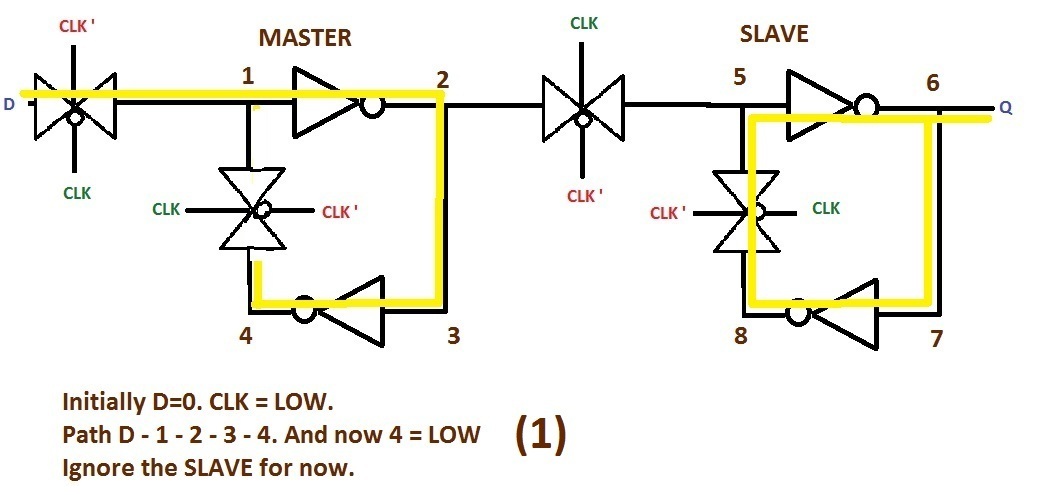 CLK '
CLK
MASTER
SLAVE
1
2
5
6
D
Q
CLK
CLK '
CLK
CLK '
CLK '
CLK
4
3
8
7
Initially D=0. CLK = LOW.
Path D - 1 - 2 - 3 - 4. And now 4 = LOW
(1)
Ignore the SLAVE for now.